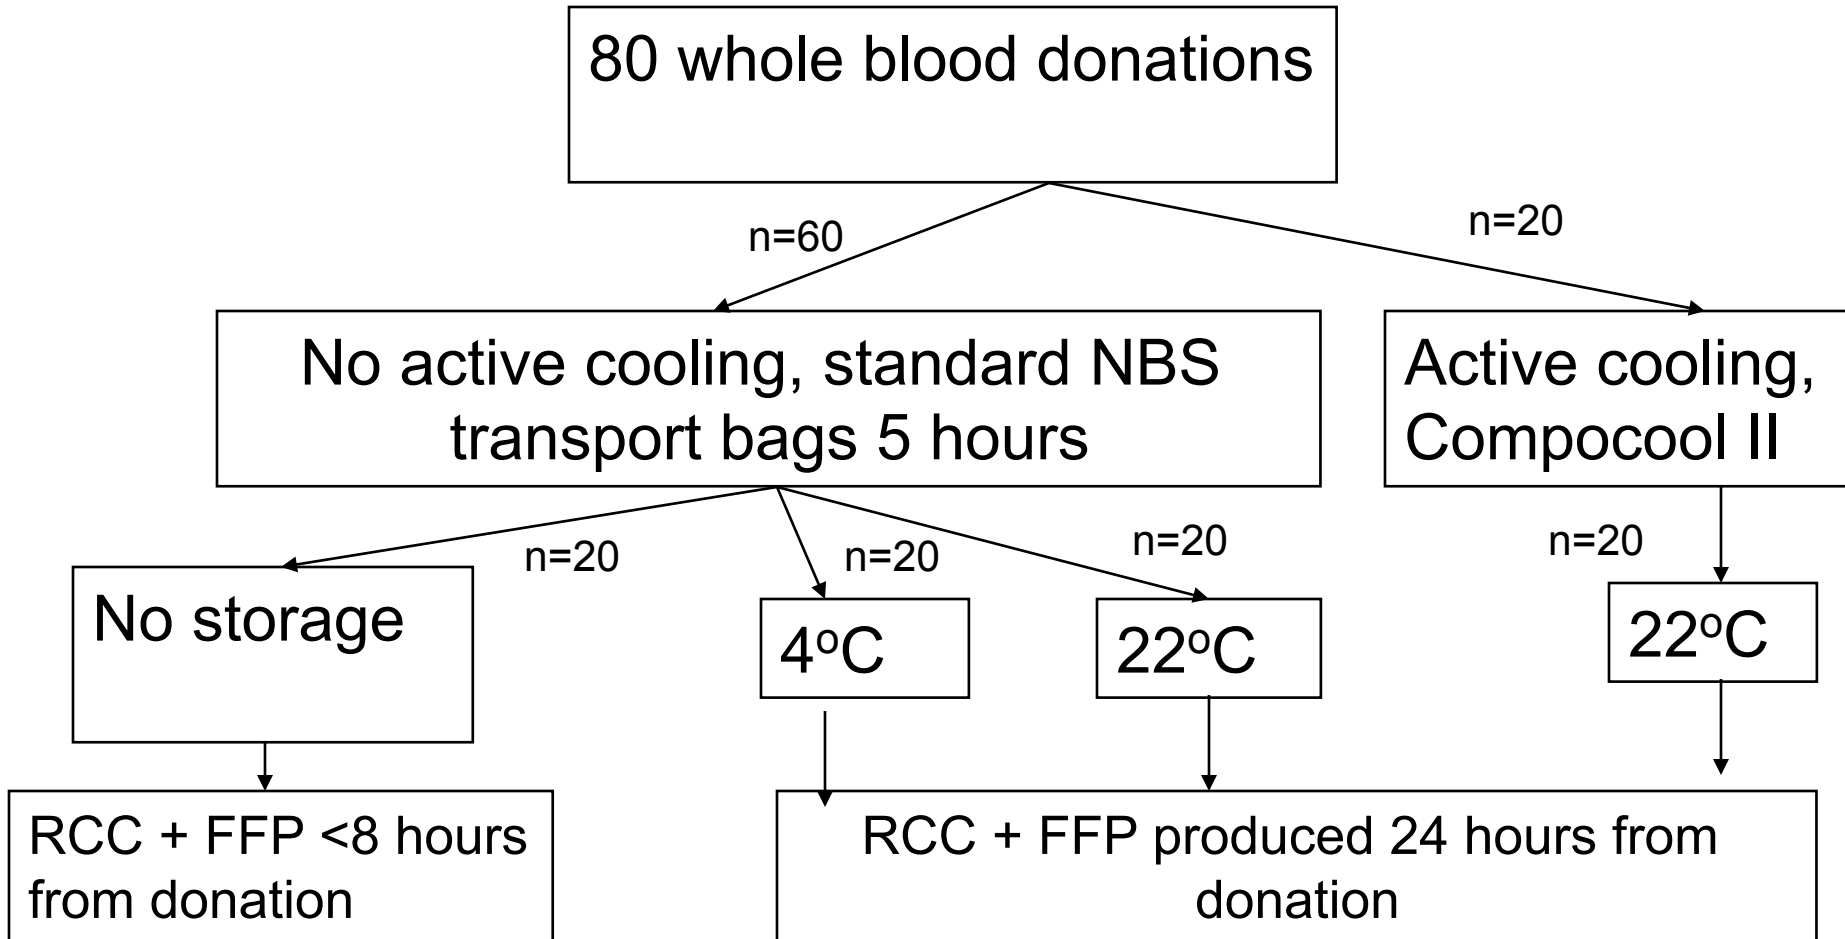 80 whole blood donations
n=60
n=20
No active cooling, standard NBS
transport bags 5 hours
Active cooling,
Compocool II
n=20
n=20
n=20
n=20
No storage
4°C
22°C
22°C
RCC + FFP <8 hours
from donation
RCC + FFP produced 24 hours from
donation